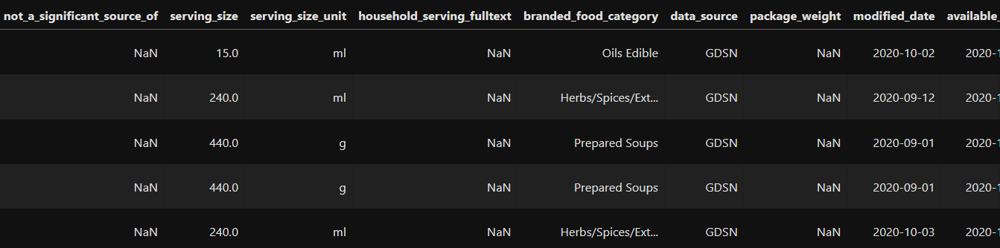 not_a_significant_source_of serving_size serving_size_unit household_serving_fulltext branded_food_category data_source package_weight modified_date available_
NaN 15.0 ml NaN Oils Edible GDSN NaN 2020-10-02 2020-1
NaN 240.0 ml NaN Herbs/Spices/Ext... GDSN NaN 2020-09-12 2020-1
NaN 440.0 g NaN Prepared Soups GDSN NaN 2020-09-01 2020-1
NaN 440.0 g NaN Prepared Soups GDSN NaN 2020-09-01 2020-1
NaN 240.0 ml NaN Herbs/Spices/Ext... GDSN NaN 2020-10-03 2020-1